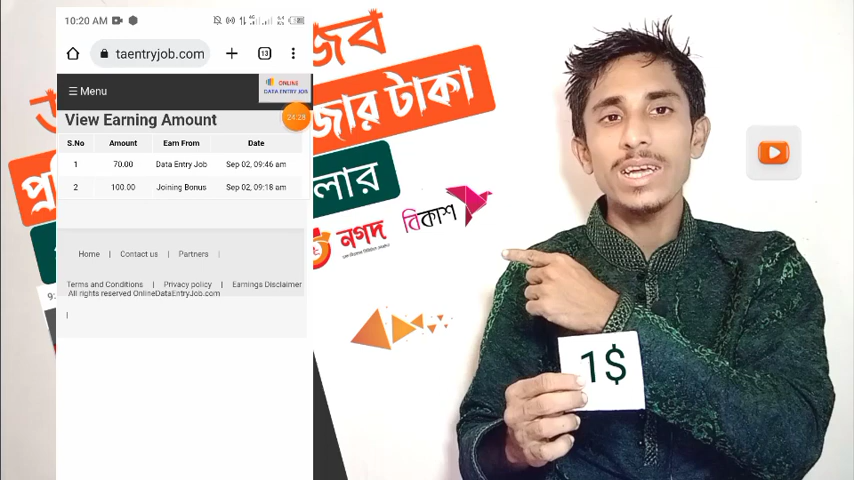 10:20 AM
13
taentryjob.com
☰ Menu
ONLINE
DATA ENTRY JOB
24:28
View Earning Amount
S.No Amount Earn From Date
1 70.00 Data Entry Job Sep 02, 09:46 am
2 100.00 Joining Bonus Sep 02, 09:18 am
Home | Contact us | Partners |
Terms and Conditions | Privacy policy | Earnings Disclaimer
All rights reserved OnlineDataEntryJob.com
|
টাকা
লার
নগদ
বিকাশ
1$